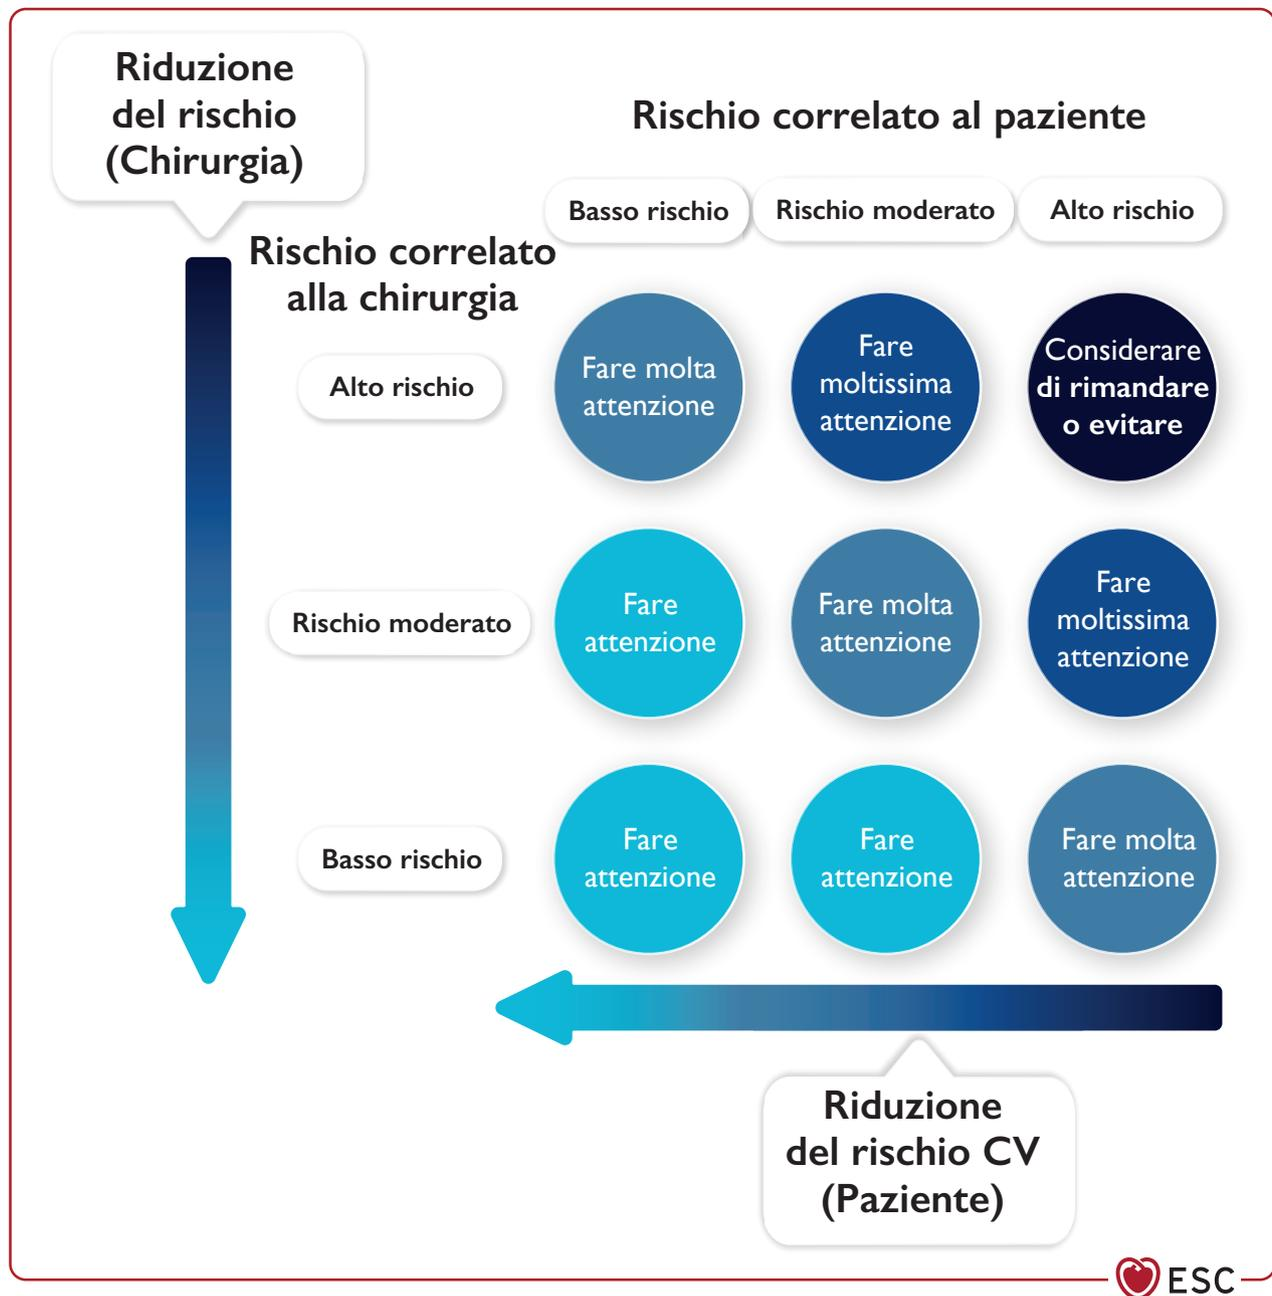 Riduzione
del rischio
(Chirurgia)
Rischio correlato al paziente
Basso rischio
Rischio moderato
Alto rischio
Rischio correlato
alla chirurgia
Alto rischio
Fare molta
attenzione
Fare
moltissima
attenzione
Considerare
di rimandare
o evitare
Rischio moderato
Fare
attenzione
Fare molta
attenzione
Fare
moltissima
attenzione
Basso rischio
Fare
attenzione
Fare
attenzione
Fare molta
attenzione
Riduzione
del rischio CV
(Paziente)
ESC